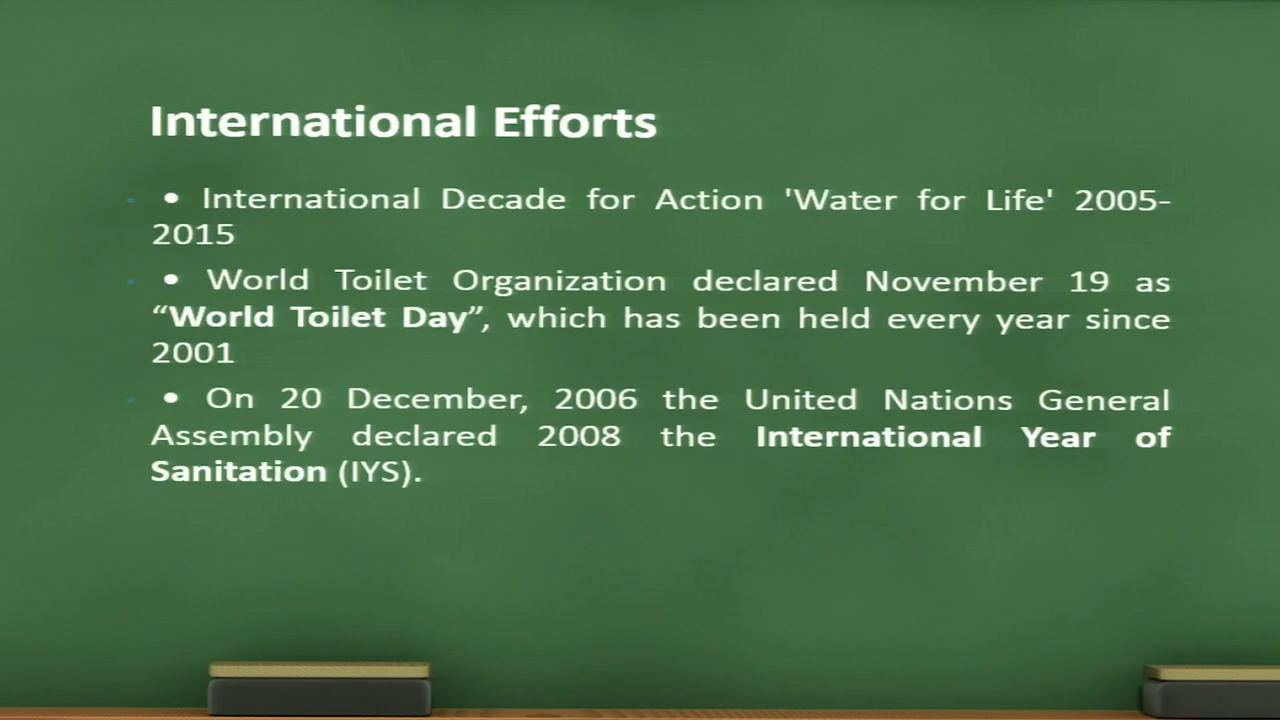 International Efforts
• International Decade for Action 'Water for Life' 2005-
2015
• World Toilet Organization declared November 19 as
“World Toilet Day”, which has been held every year since
2001
• On 20 December, 2006 the United Nations General
Assembly declared 2008 the International Year of
Sanitation (IYS).